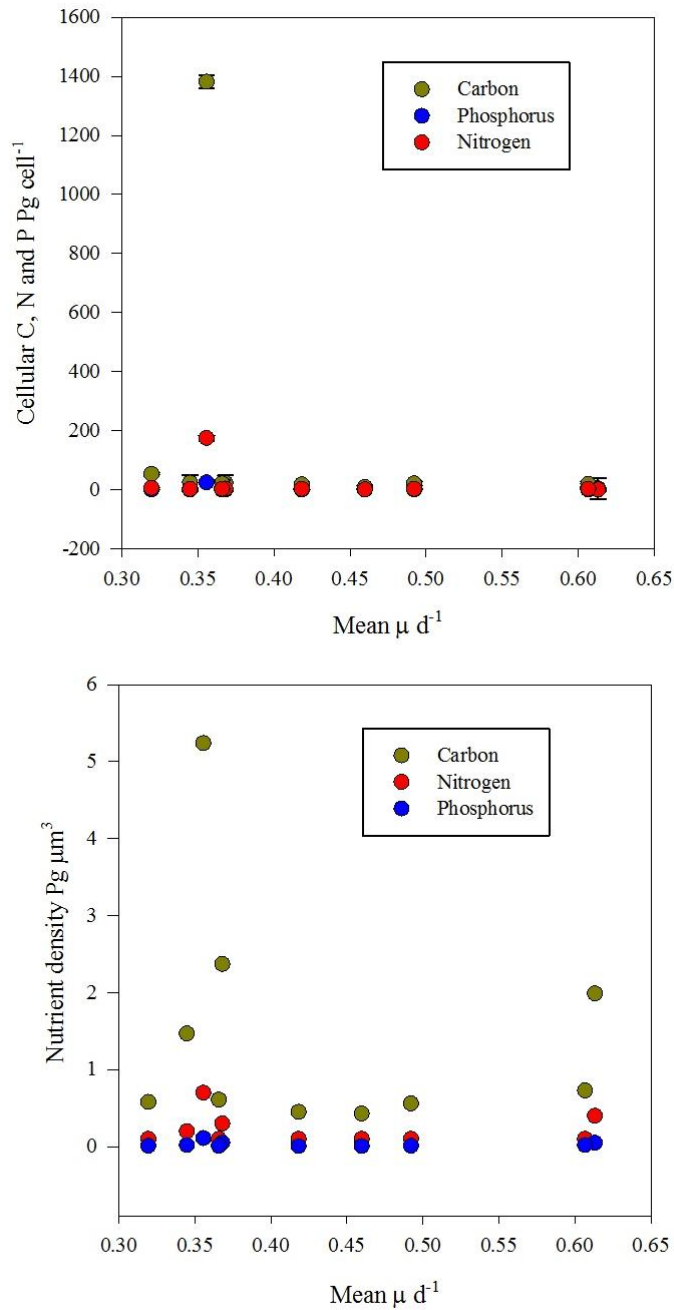 1600
1400
1200
1000
800
600
400
200
0
-200
Cellular C, N and P Pg cell⁻¹
Carbon
Phosphorus
Nitrogen
0.30 0.35 0.40 0.45 0.50 0.55 0.60 0.65
Mean µ d⁻¹
6
5
4
3
2
1
0
Nutrient density Pg µm³
Carbon
Nitrogen
Phosphorus
0.30 0.35 0.40 0.45 0.50 0.55 0.60 0.65
Mean µ d⁻¹